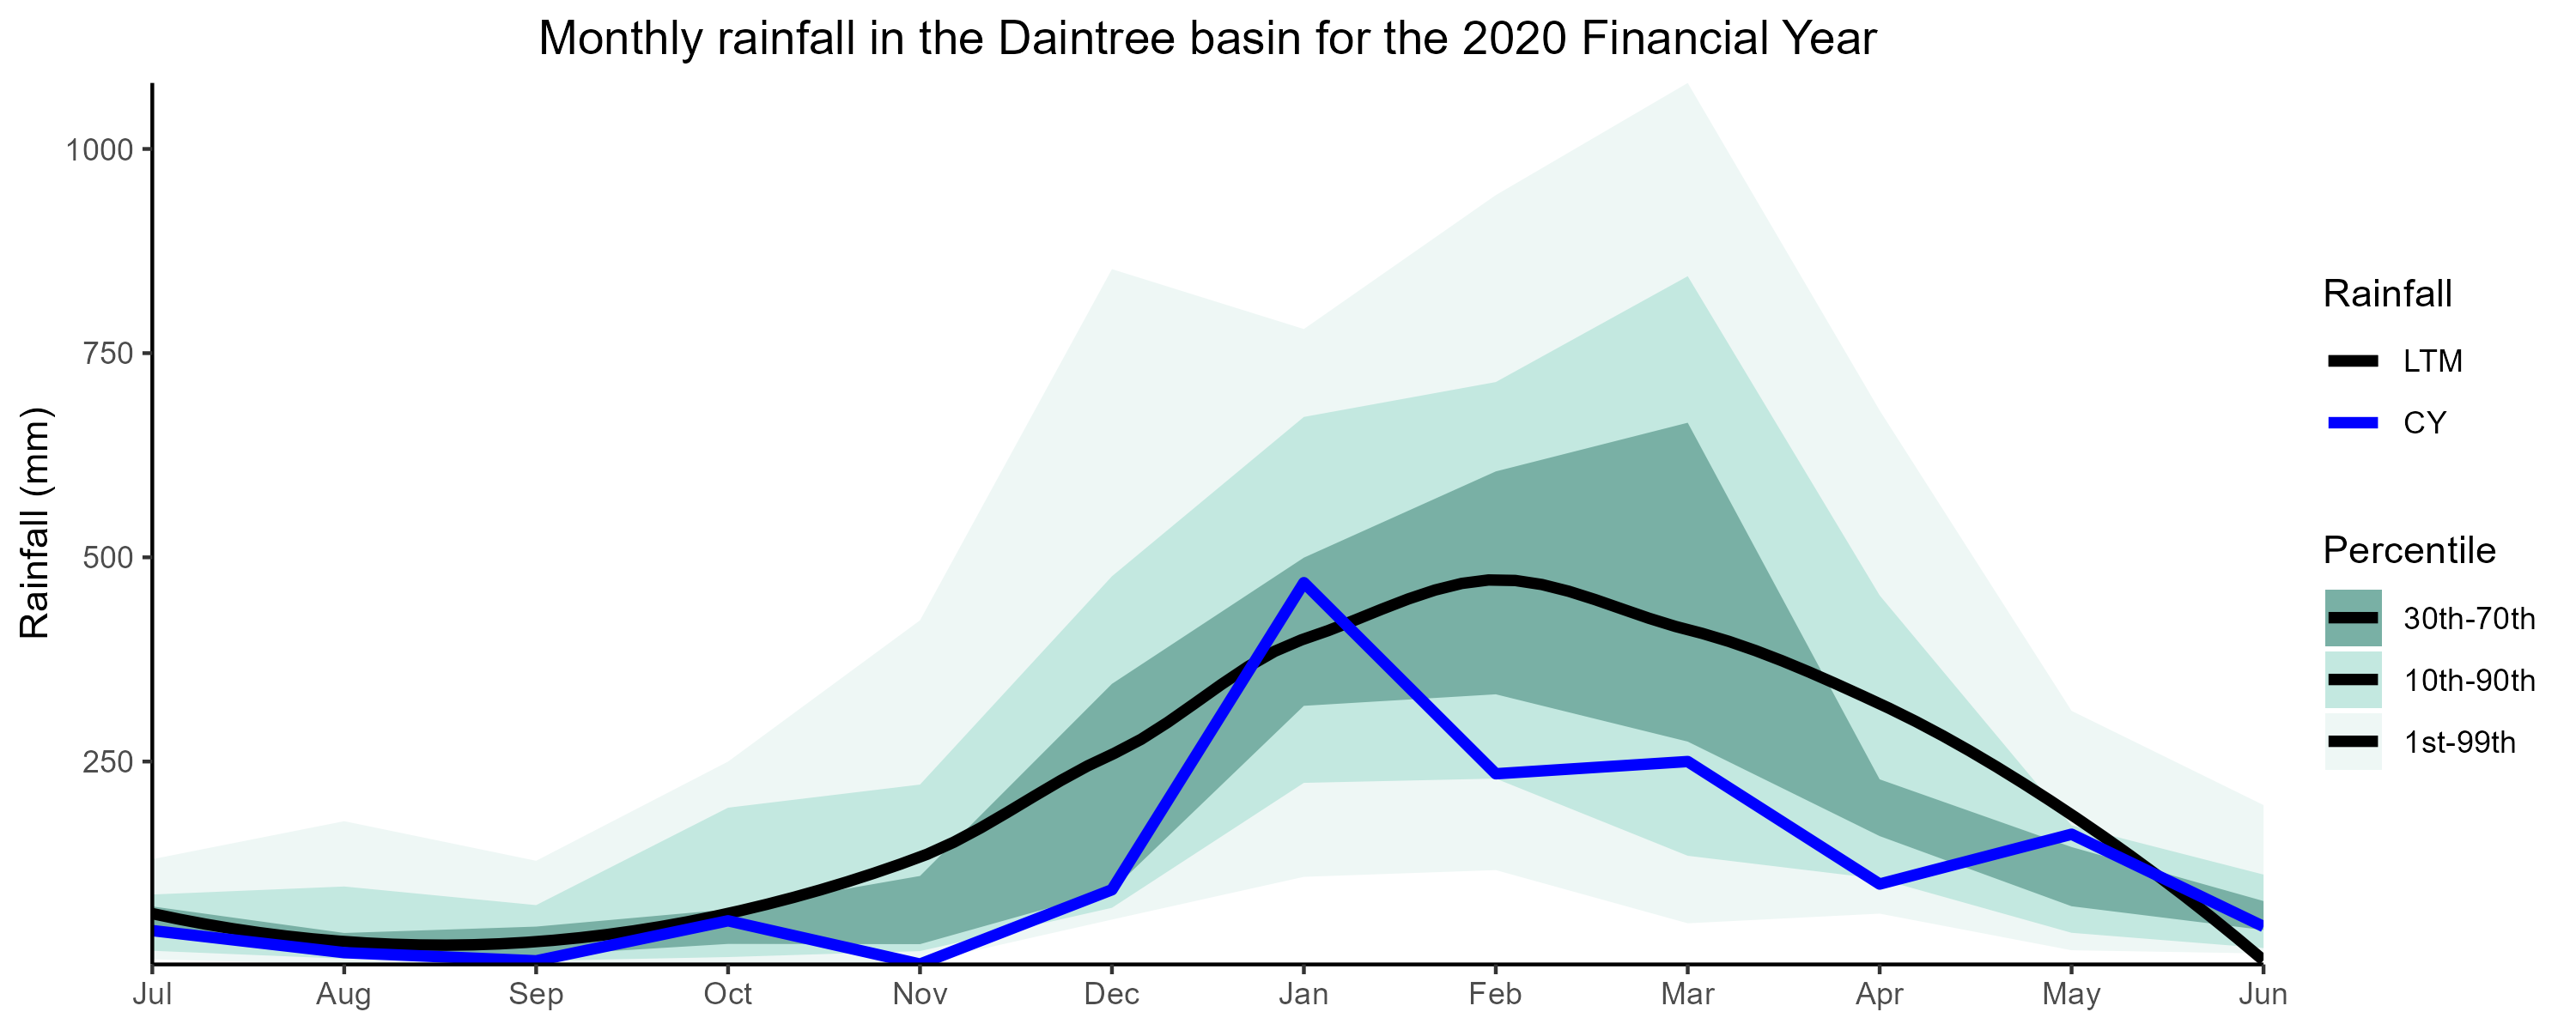 Monthly rainfall in the Daintree basin for the 2020 Financial Year
Rainfall (mm)
1000
750
500
250
Jul Aug Sep Oct Nov Dec Jan Feb Mar Apr May Jun
Rainfall
LTM
CY
Percentile
30th-70th
10th-90th
1st-99th